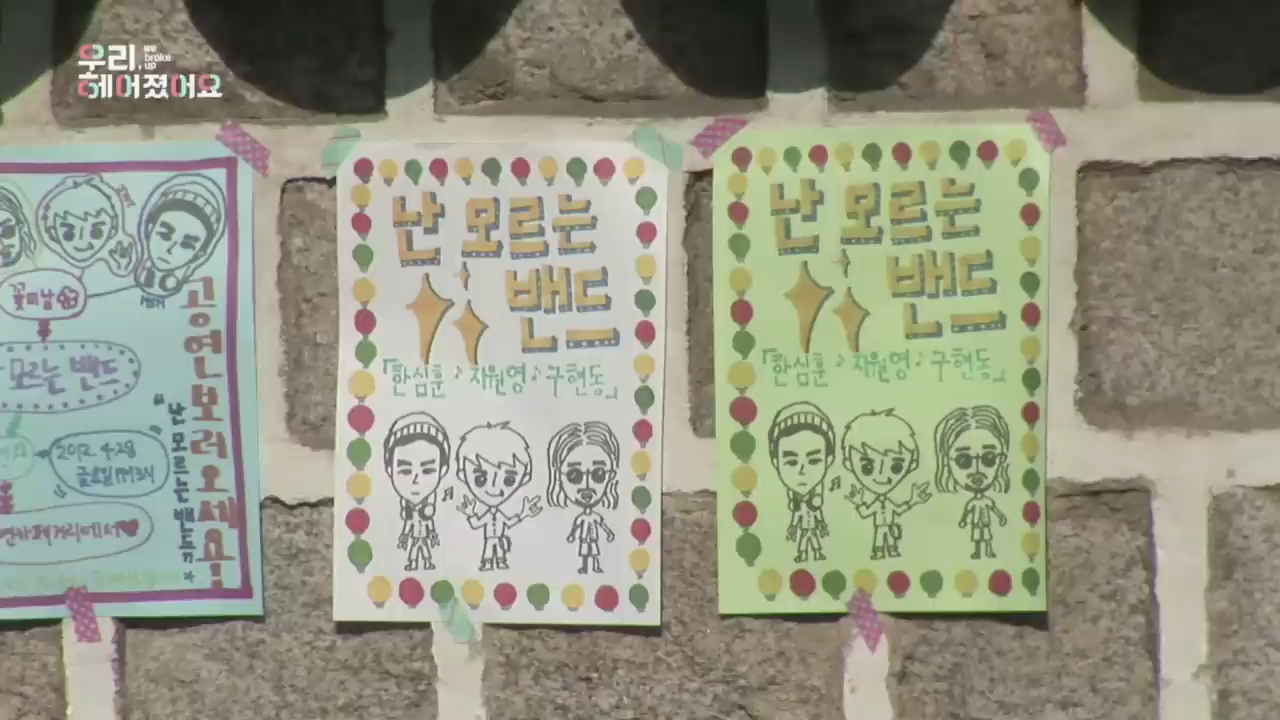 우리,
we
broke
up
헤어졌어요
꽃미남
모르는 밴드
2012. 4.28
공연보러오세요!
"난 모르는 밴드"
난 모르는
밴드
「한심훈♪지원영♪구현동」
난 모르는
밴드
「한심훈♪지원영♪구현동」